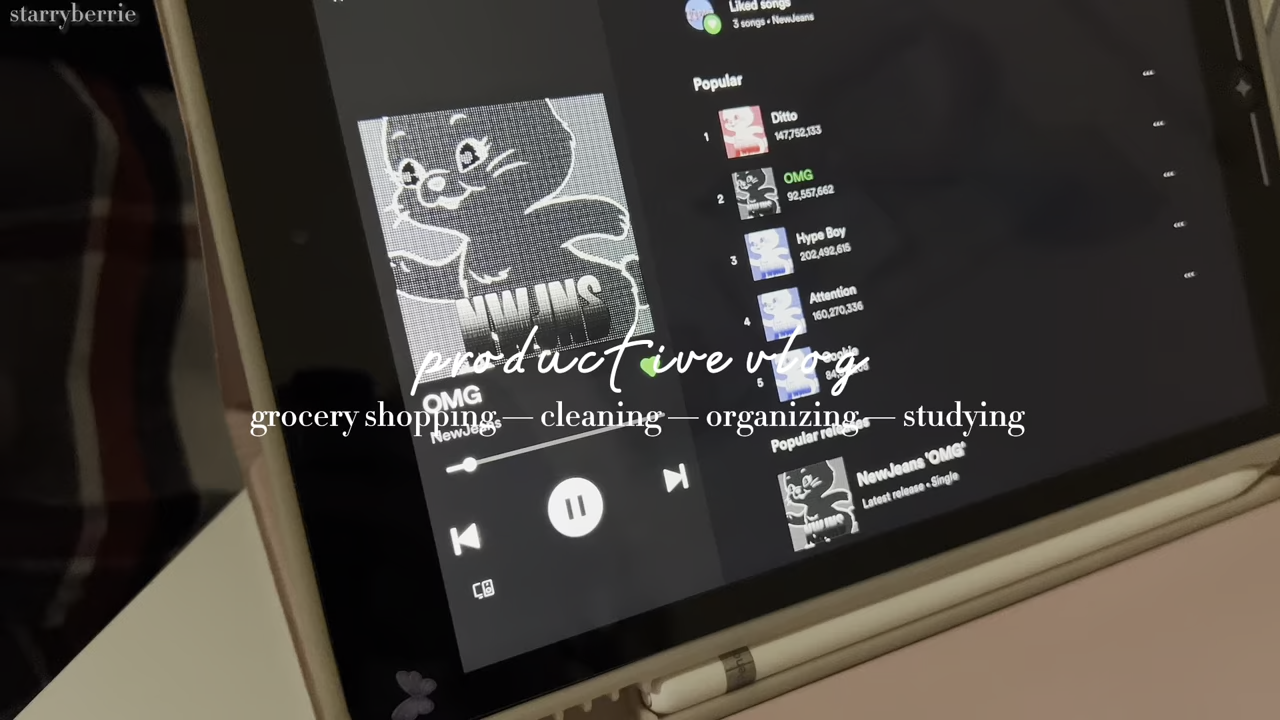 starryberrie
Liked songs
3 songs • NewJeans
Popular
1
Ditto
147,752,133
2
OMG
92,557,662
3
Hype Boy
202,492,615
4
Attention
160,270,336
5
Cookie
NWJNS
productive vlog
OMG
grocery shopping — cleaning — organizing — studying
NewJeans
Popular releases
NewJeans 'OMG'
Latest release • Single